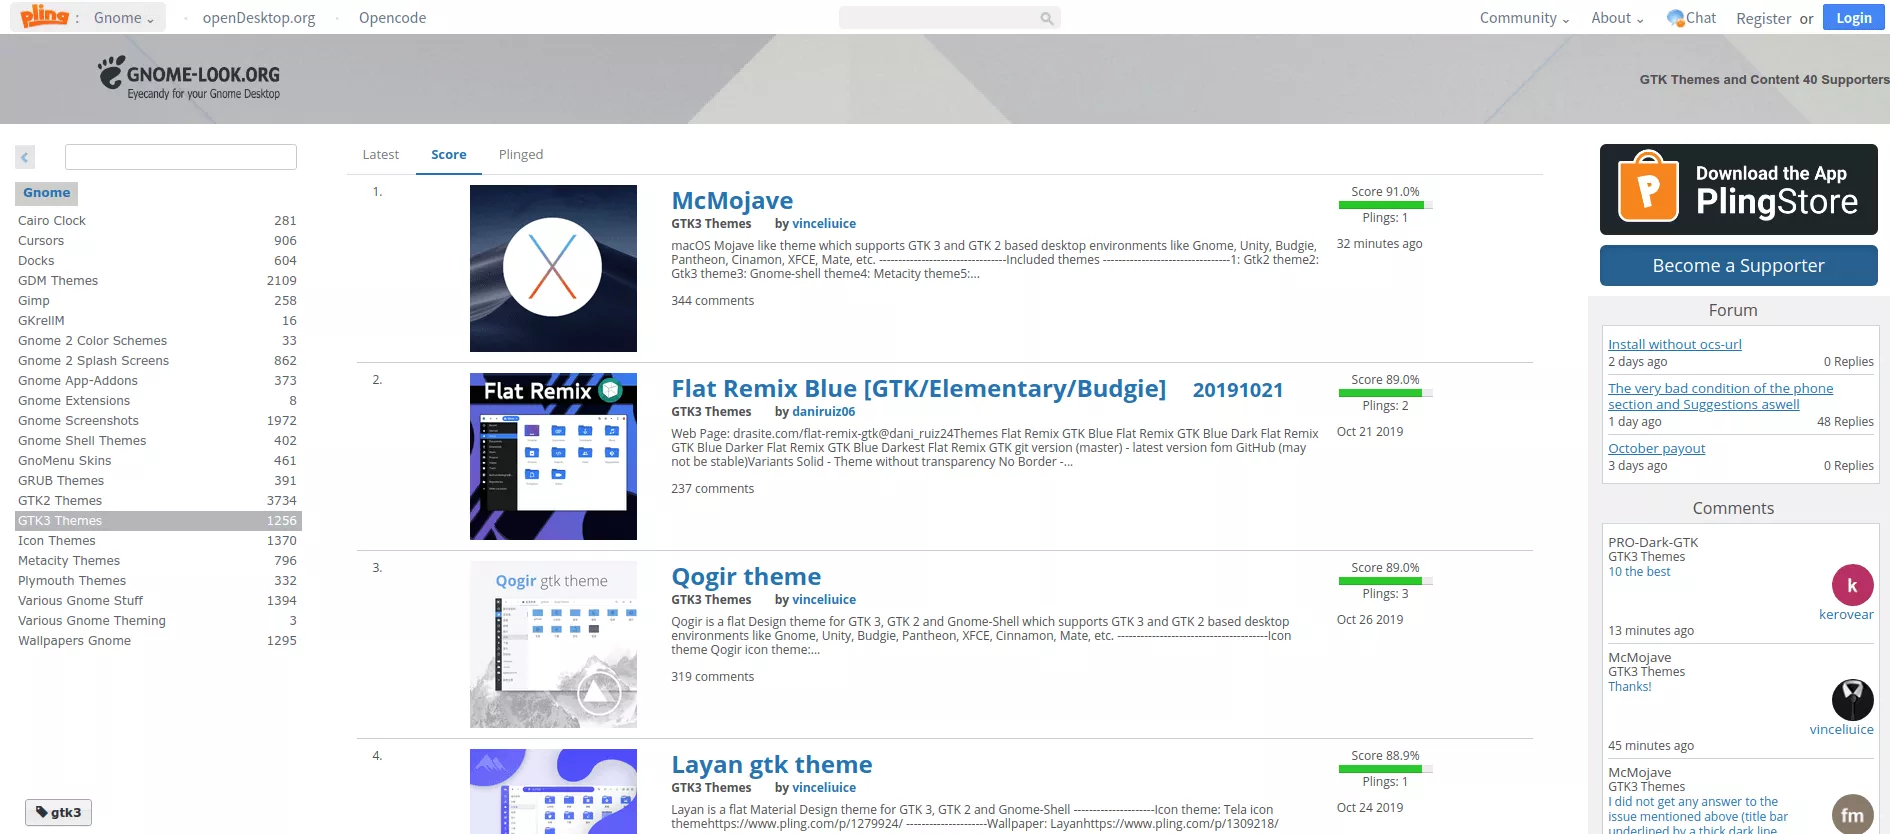 Pling : Gnome
openDesktop.org
Opencode
Community
About
Chat
Register or
Login
GNOME-LOOK.ORG
Eyecandy for your Gnome Desktop
GTK Themes and Content 40 Supporters
Gnome
Cairo Clock 281
Cursors 906
Docks 604
GDM Themes 2109
Gimp 258
GKrellM 16
Gnome 2 Color Schemes 33
Gnome 2 Splash Screens 862
Gnome App-Addons 373
Gnome Extensions 8
Gnome Screenshots 1972
Gnome Shell Themes 402
GnoMenu Skins 461
GRUB Themes 391
GTK2 Themes 3734
GTK3 Themes 1256
Icon Themes 1370
Metacity Themes 796
Plymouth Themes 332
Various Gnome Stuff 1394
Various Gnome Theming 3
Wallpapers Gnome 1295
gtk3
Latest
Score
Plinged
1.
McMojave
GTK3 Themes by vinceliuice
macOS Mojave like theme which supports GTK 3 and GTK 2 based desktop environments like Gnome, Unity, Budgie,
Pantheon, Cinamon, XFCE, Mate, etc. --------------------------------Included themes --------------------------------1: Gtk2 theme2:
Gtk3 theme3: Gnome-shell theme4: Metacity theme5:...
344 comments
Score 91.0%
Plings: 1
32 minutes ago
2.
Flat Remix
Flat Remix Blue [GTK/Elementary/Budgie] 20191021
GTK3 Themes by daniruiz06
Web Page: drasite.com/flat-remix-gtk@dani_ruiz24Themes Flat Remix GTK Blue Flat Remix GTK Blue Dark Flat Remix
GTK Blue Darker Flat Remix GTK Blue Darkest Flat Remix GTK git version (master) - latest version fom GitHub (may
not be stable)Variants Solid - Theme without transparency No Border -...
237 comments
Score 89.0%
Plings: 2
Oct 21 2019
3.
Qogir gtk theme
Qogir theme
GTK3 Themes by vinceliuice
Qogir is a flat Design theme for GTK 3, GTK 2 and Gnome-Shell which supports GTK 3 and GTK 2 based desktop
environments like Gnome, Unity, Budgie, Pantheon, XFCE, Cinnamon, Mate, etc. --------------------------------------Icon
theme Qogir icon theme:...
319 comments
Score 89.0%
Plings: 3
Oct 26 2019
4.
Layan gtk theme
GTK3 Themes by vinceliuice
Layan is a flat Material Design theme for GTK 3, GTK 2 and Gnome-Shell ---------------------Icon theme: Tela icon
themehttps://www.pling.com/p/1279924/ ---------------------Wallpaper: Layanhttps://www.pling.com/p/1309218/
Score 88.9%
Plings: 1
Oct 24 2019
Download the App
PlingStore
Become a Supporter
Forum
Install without ocs-url
2 days ago 0 Replies
The very bad condition of the phone
section and Suggestions aswell
1 day ago 48 Replies
October payout
3 days ago 0 Replies
Comments
PRO-Dark-GTK
GTK3 Themes
10 the best
k
kerovear
13 minutes ago
McMojave
GTK3 Themes
Thanks!
vinceliuice
45 minutes ago
McMojave
GTK3 Themes
I did not get any answer to the
issue mentioned above (title bar
underlined by a thick dark line
fm